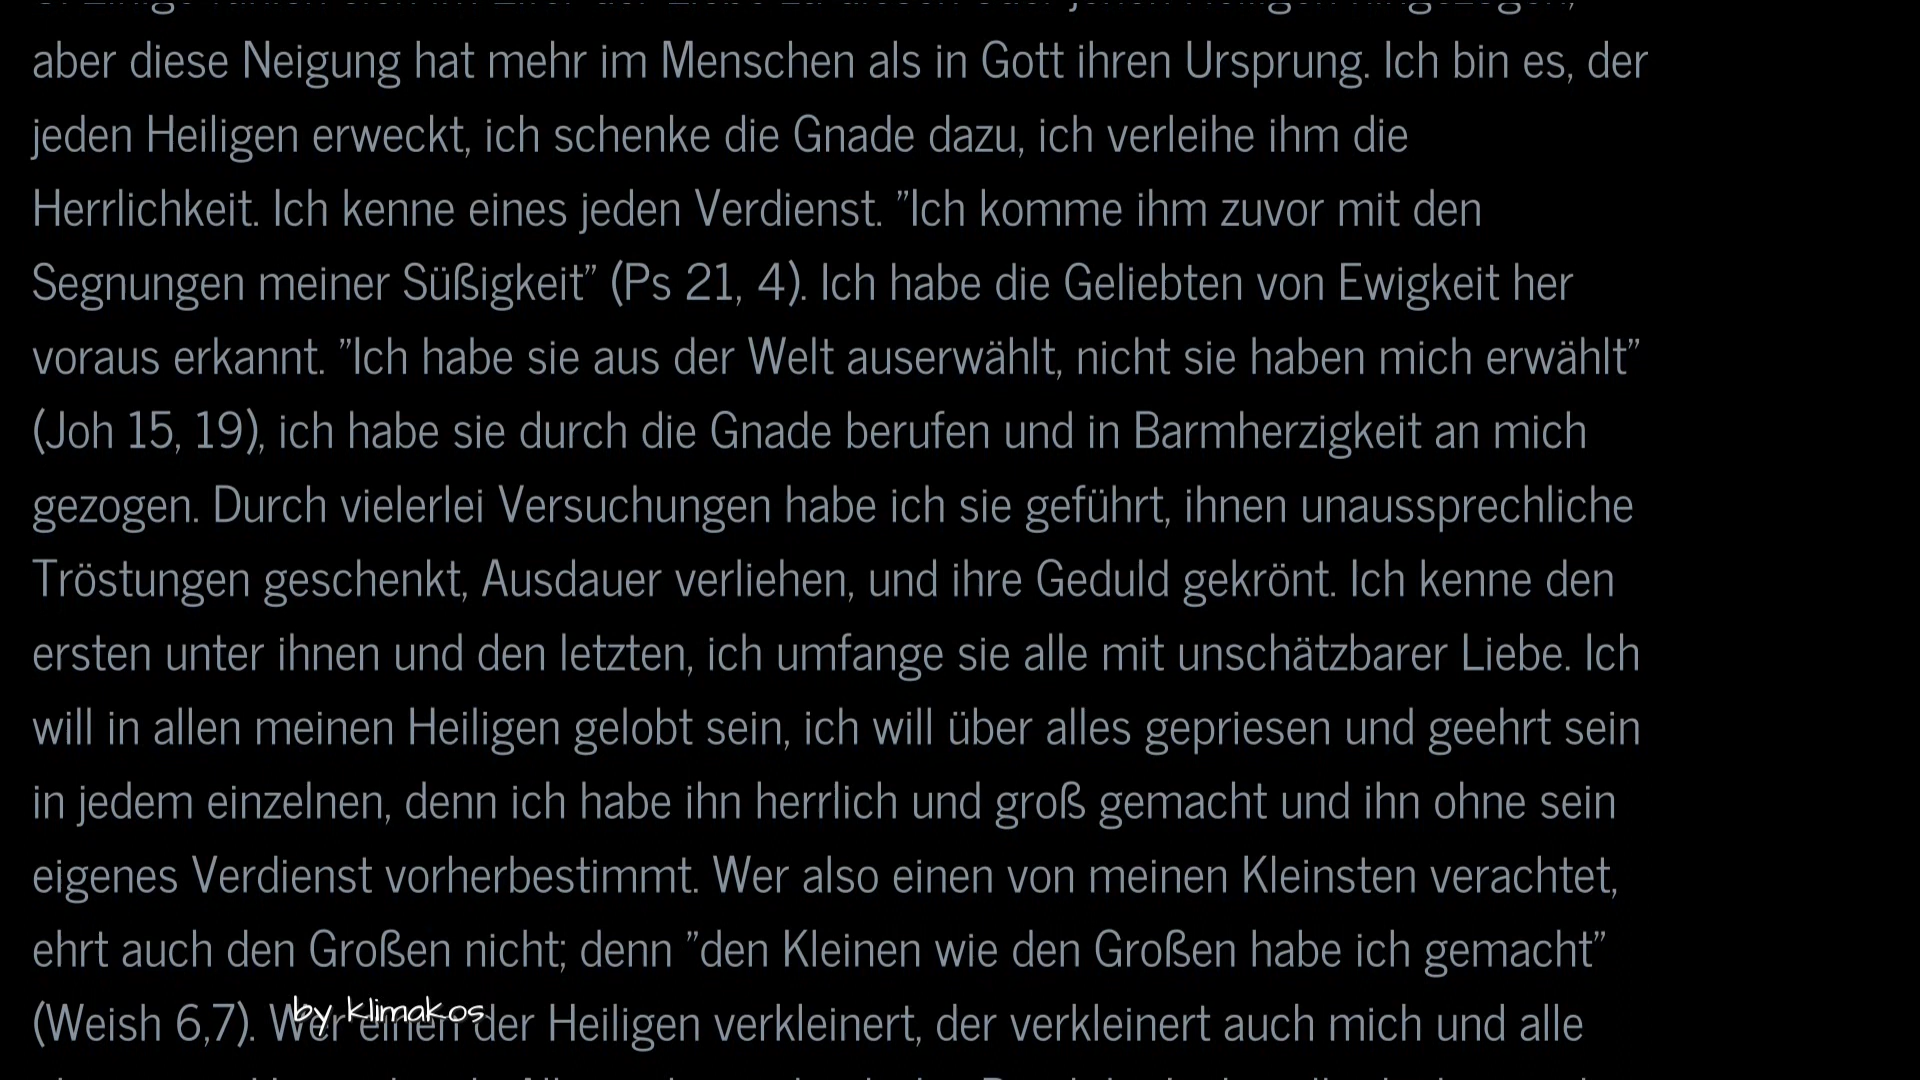 aber diese Neigung hat mehr im Menschen als in Gott ihren Ursprung. Ich bin es, der
jeden Heiligen erweckt, ich schenke die Gnade dazu, ich verleihe ihm die
Herrlichkeit. Ich kenne eines jeden Verdienst. ”Ich komme ihm zuvor mit den
Segnungen meiner Süßigkeit” (Ps 21, 4). Ich habe die Geliebten von Ewigkeit her
voraus erkannt. ”Ich habe sie aus der Welt auserwählt, nicht sie haben mich erwählt”
(Joh 15, 19), ich habe sie durch die Gnade berufen und in Barmherzigkeit an mich
gezogen. Durch vielerlei Versuchungen habe ich sie geführt, ihnen unaussprechliche
Tröstungen geschenkt, Ausdauer verliehen, und ihre Geduld gekrönt. Ich kenne den
ersten unter ihnen und den letzten, ich umfange sie alle mit unschätzbarer Liebe. Ich
will in allen meinen Heiligen gelobt sein, ich will über alles gepriesen und geehrt sein
in jedem einzelnen, denn ich habe ihn herrlich und groß gemacht und ihn ohne sein
eigenes Verdienst vorherbestimmt. Wer also einen von meinen Kleinsten verachtet,
ehrt auch den Großen nicht; denn ”den Kleinen wie den Großen habe ich gemacht”
(Weish 6,7). Wer einen der Heiligen verkleinert, der verkleinert auch mich und alle
by klimakos